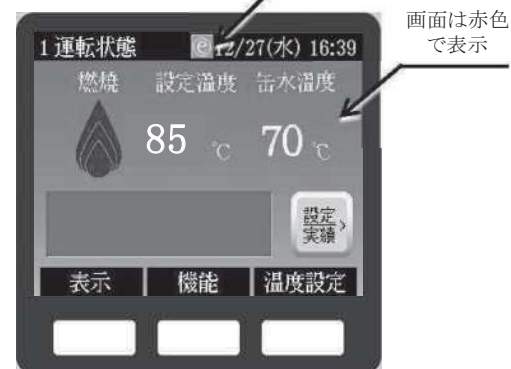 1 運転状態 e 12/27(水) 16:39
画面は赤色
で表示
燃焼 設定温度 缶水温度
85 ℃ 70 ℃
設定
実績 ›
表示 機能 温度設定